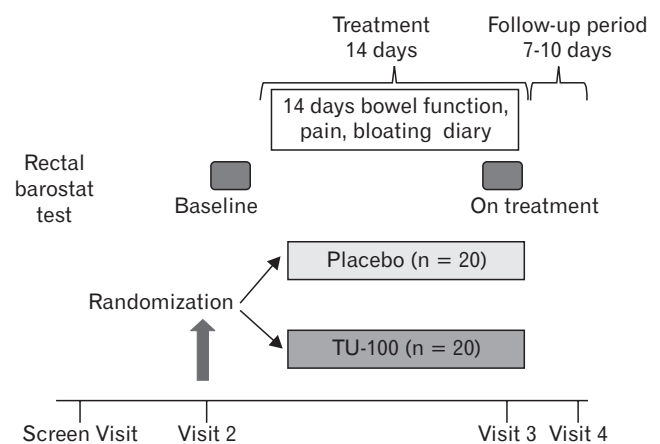 Treatment
14 days
Follow-up period
7-10 days
14 days bowel function,
pain, bloating diary
Rectal
barostat
test
Baseline
On treatment
Placebo (n = 20)
Randomization
TU-100 (n = 20)
Screen Visit
Visit 2
Visit 3
Visit 4